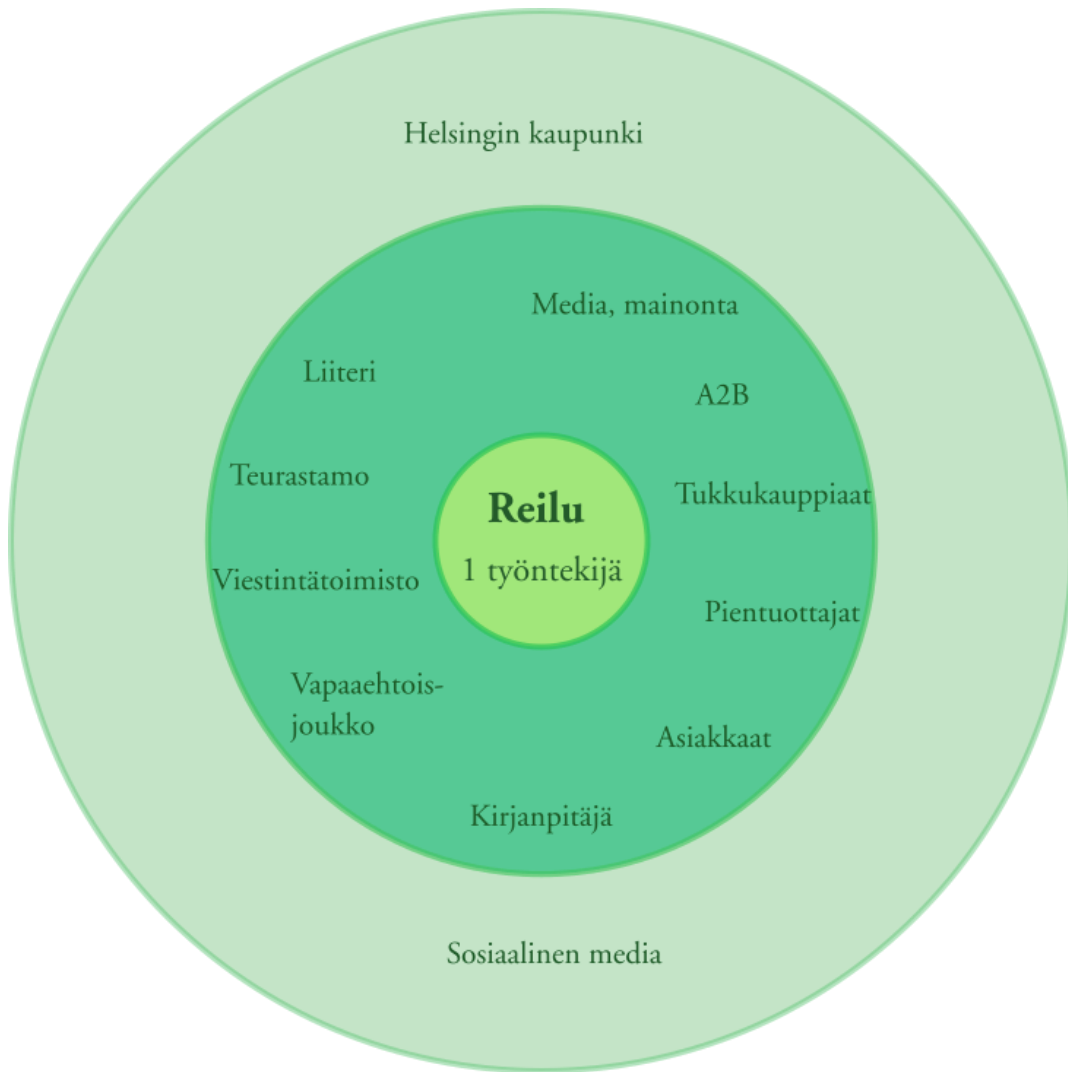 Helsingin kaupunki
Media, mainonta
Liiteri
A2B
Teurastamo
Tukkukauppiaat
Reilu
1 työntekijä
Viestintätoimisto
Pientuottajat
Vapaaehtois-
joukko
Asiakkaat
Kirjanpitäjä
Sosiaalinen media